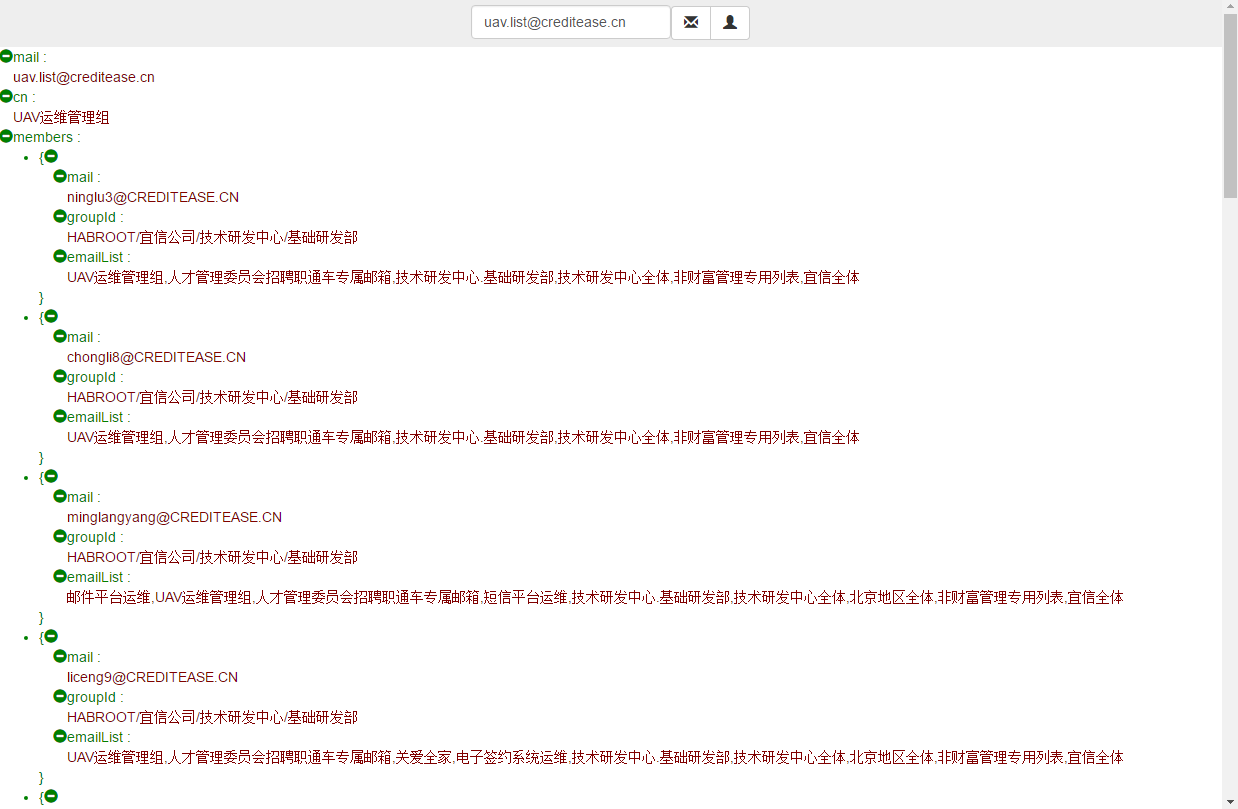 uav.list@creditease.cn
mail :
uav.list@creditease.cn
cn :
UAV运维管理组
members :
{
mail :
ninglu3@CREDITEASE.CN
groupId :
HABROOT/宜信公司/技术研发中心/基础研发部
emailList :
UAV运维管理组,人才管理委员会招聘职通车专属邮箱,技术研发中心.基础研发部,技术研发中心全体,非财富管理专用列表,宜信全体
}
{
mail :
chongli8@CREDITEASE.CN
groupId :
HABROOT/宜信公司/技术研发中心/基础研发部
emailList :
UAV运维管理组,人才管理委员会招聘职通车专属邮箱,技术研发中心.基础研发部,技术研发中心全体,非财富管理专用列表,宜信全体
}
{
mail :
minglangyang@CREDITEASE.CN
groupId :
HABROOT/宜信公司/技术研发中心/基础研发部
emailList :
邮件平台运维,UAV运维管理组,人才管理委员会招聘职通车专属邮箱,短信平台运维,技术研发中心.基础研发部,技术研发中心全体,北京地区全体,非财富管理专用列表,宜信全体
}
{
mail :
liceng9@CREDITEASE.CN
groupId :
HABROOT/宜信公司/技术研发中心/基础研发部
emailList :
UAV运维管理组,人才管理委员会招聘职通车专属邮箱,关爱全家,电子签约系统运维,技术研发中心.基础研发部,技术研发中心全体,北京地区全体,非财富管理专用列表,宜信全体
}
{